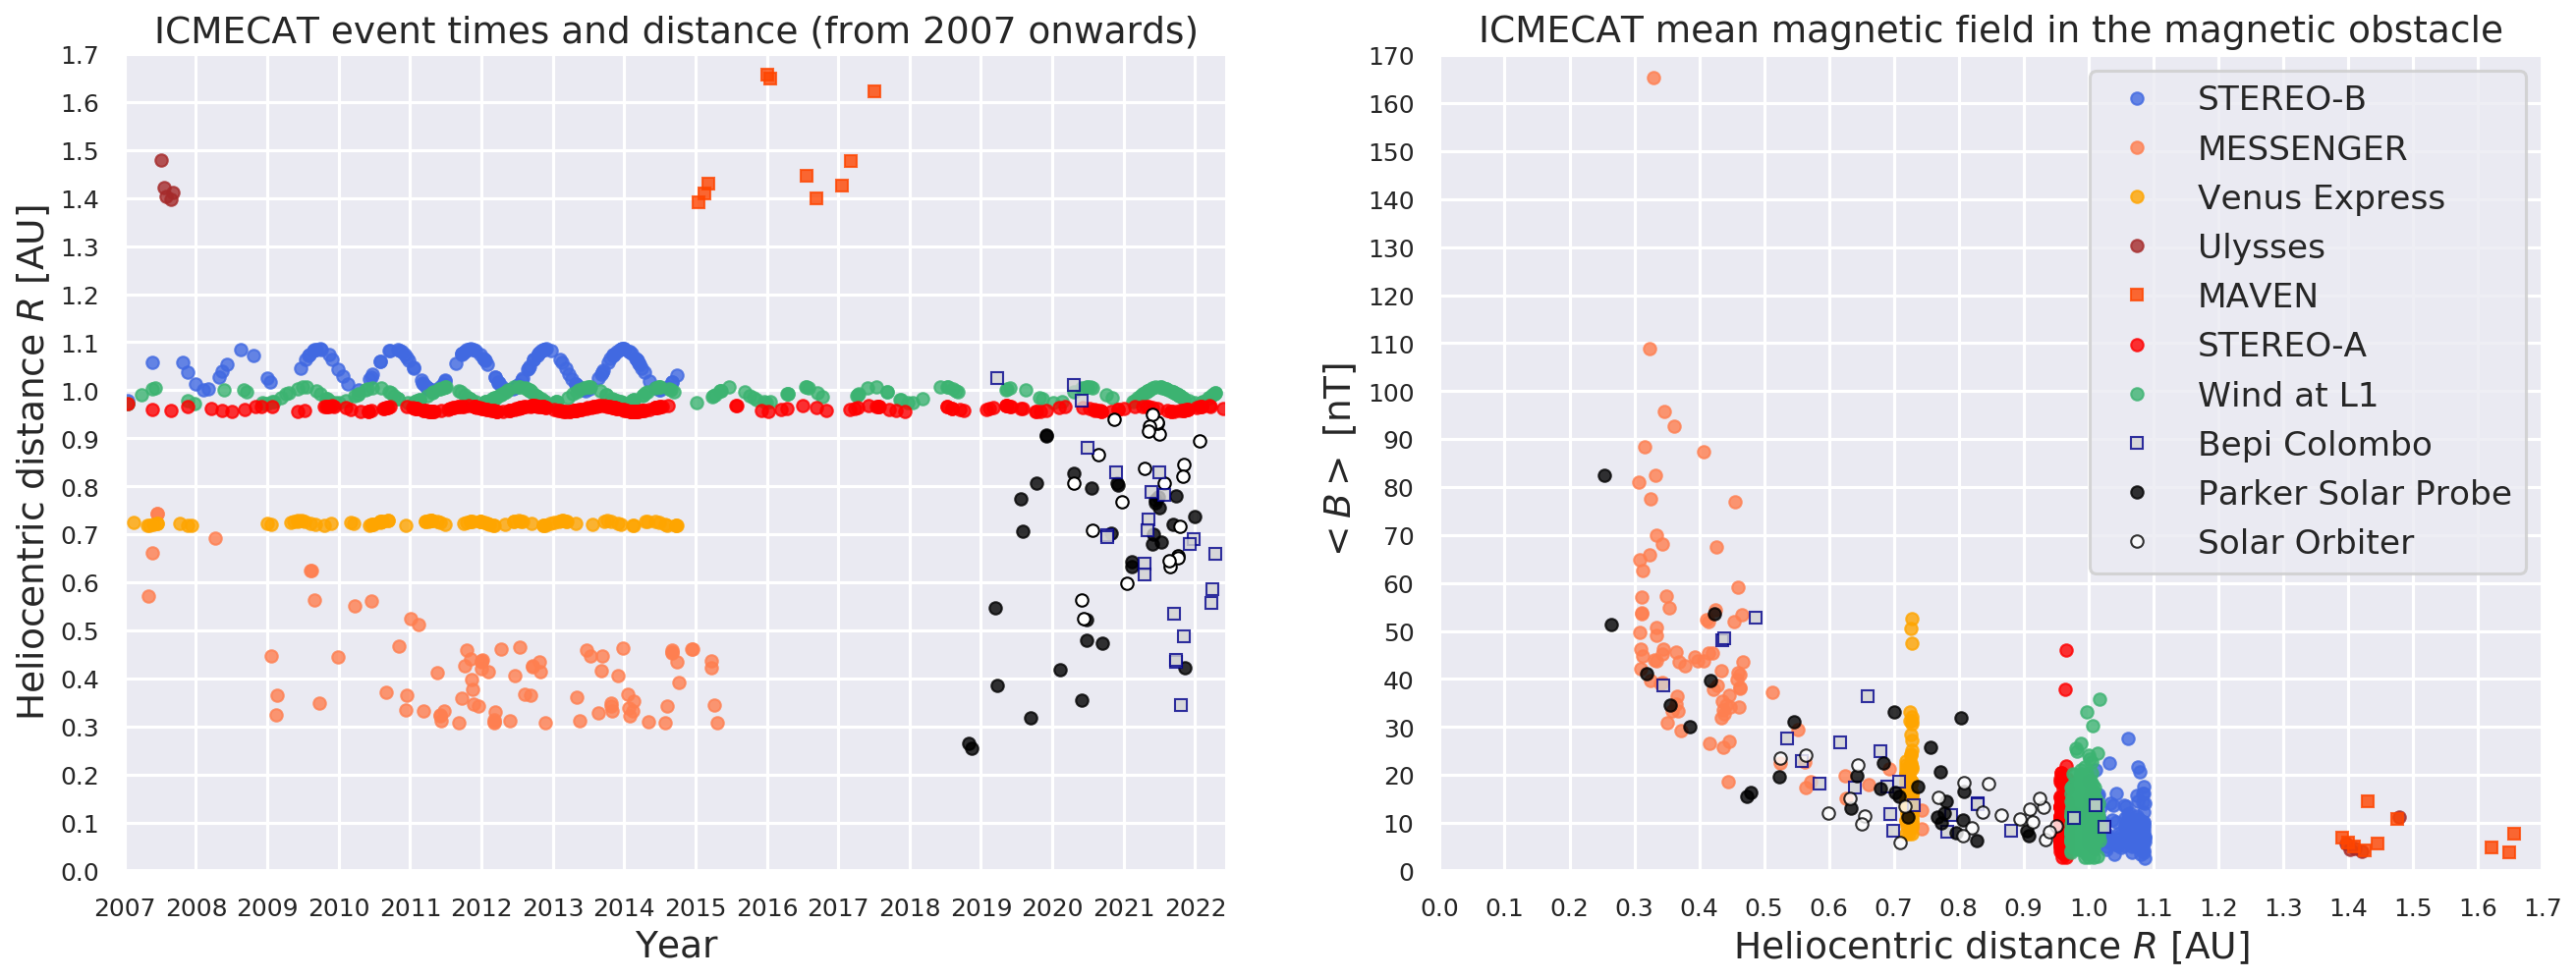 ICMECAT event times and distance (from 2007 onwards)
1.7
1.6
1.5
1.4
1.3
1.2
1.1
1.0
0.9
0.8
0.7
0.6
0.5
0.4
0.3
0.2
0.1
0.0
Heliocentric distance R [AU]
2007 2008 2009 2010 2011 2012 2013 2014 2015 2016 2017 2018 2019 2020 2021 2022
Year
ICMECAT mean magnetic field in the magnetic obstacle
170
160
150
140
130
120
110
100
90
80
70
60
50
40
30
20
10
0
< B > [nT]
STEREO-B
MESSENGER
Venus Express
Ulysses
MAVEN
STEREO-A
Wind at L1
Bepi Colombo
Parker Solar Probe
Solar Orbiter
0.0 0.1 0.2 0.3 0.4 0.5 0.6 0.7 0.8 0.9 1.0 1.1 1.2 1.3 1.4 1.5 1.6 1.7
Heliocentric distance R [AU]